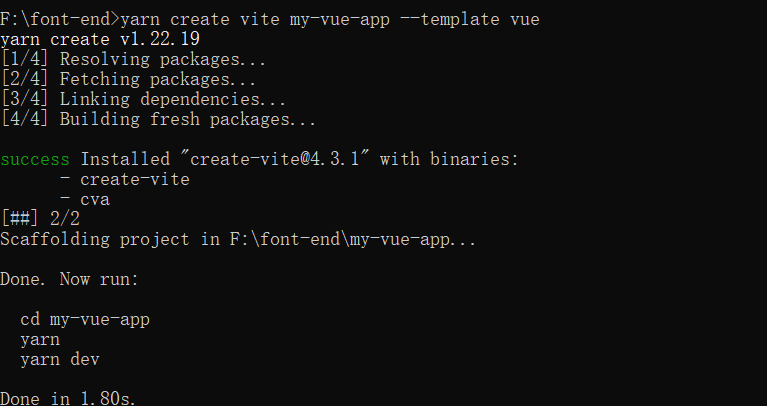 F:\font-end>yarn create vite my-vue-app --template vue
yarn create v1.22.19
[1/4] Resolving packages...
[2/4] Fetching packages...
[3/4] Linking dependencies...
[4/4] Building fresh packages...
success Installed "create-vite@4.3.1" with binaries:
- create-vite
- cva
[##] 2/2
Scaffolding project in F:\font-end\my-vue-app...
Done. Now run:
cd my-vue-app
yarn
yarn dev
Done in 1.80s.